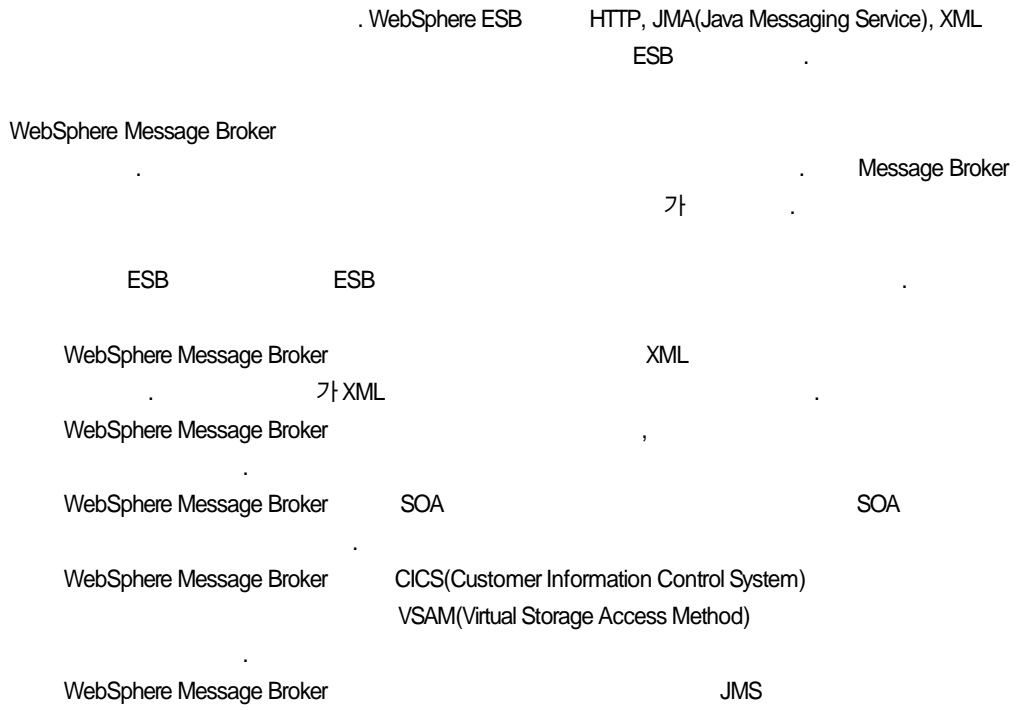 . WebSphere ESB HTTP, JMA(Java Messaging Service), XML
ESB .
WebSphere Message Broker
. . Message Broker
가 .
ESB ESB .
WebSphere Message Broker XML
. 가 XML .
WebSphere Message Broker ,
.
WebSphere Message Broker SOA SOA
.
WebSphere Message Broker CICS(Customer Information Control System)
VSAM(Virtual Storage Access Method)
.
WebSphere Message Broker JMS